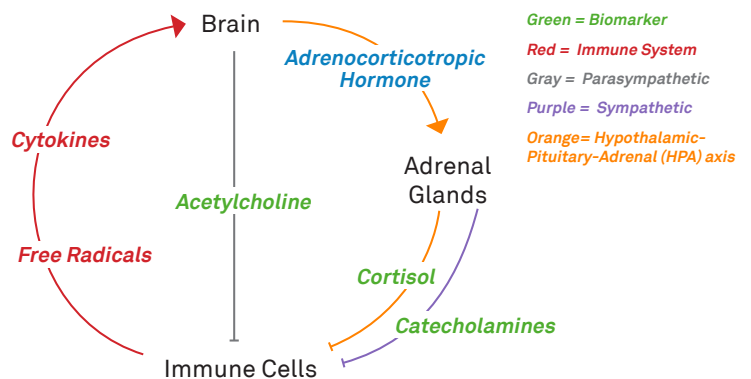 Brain
Adrenocorticotropic
Hormone
Green = Biomarker
Red = Immune System
Gray = Parasympathetic
Purple = Sympathetic
Orange= Hypothalamic-
Pituitary-Adrenal (HPA) axis
Cytokines
Adrenal
Glands
Acetylcholine
Free Radicals
Cortisol
Catecholamines
Immune Cells